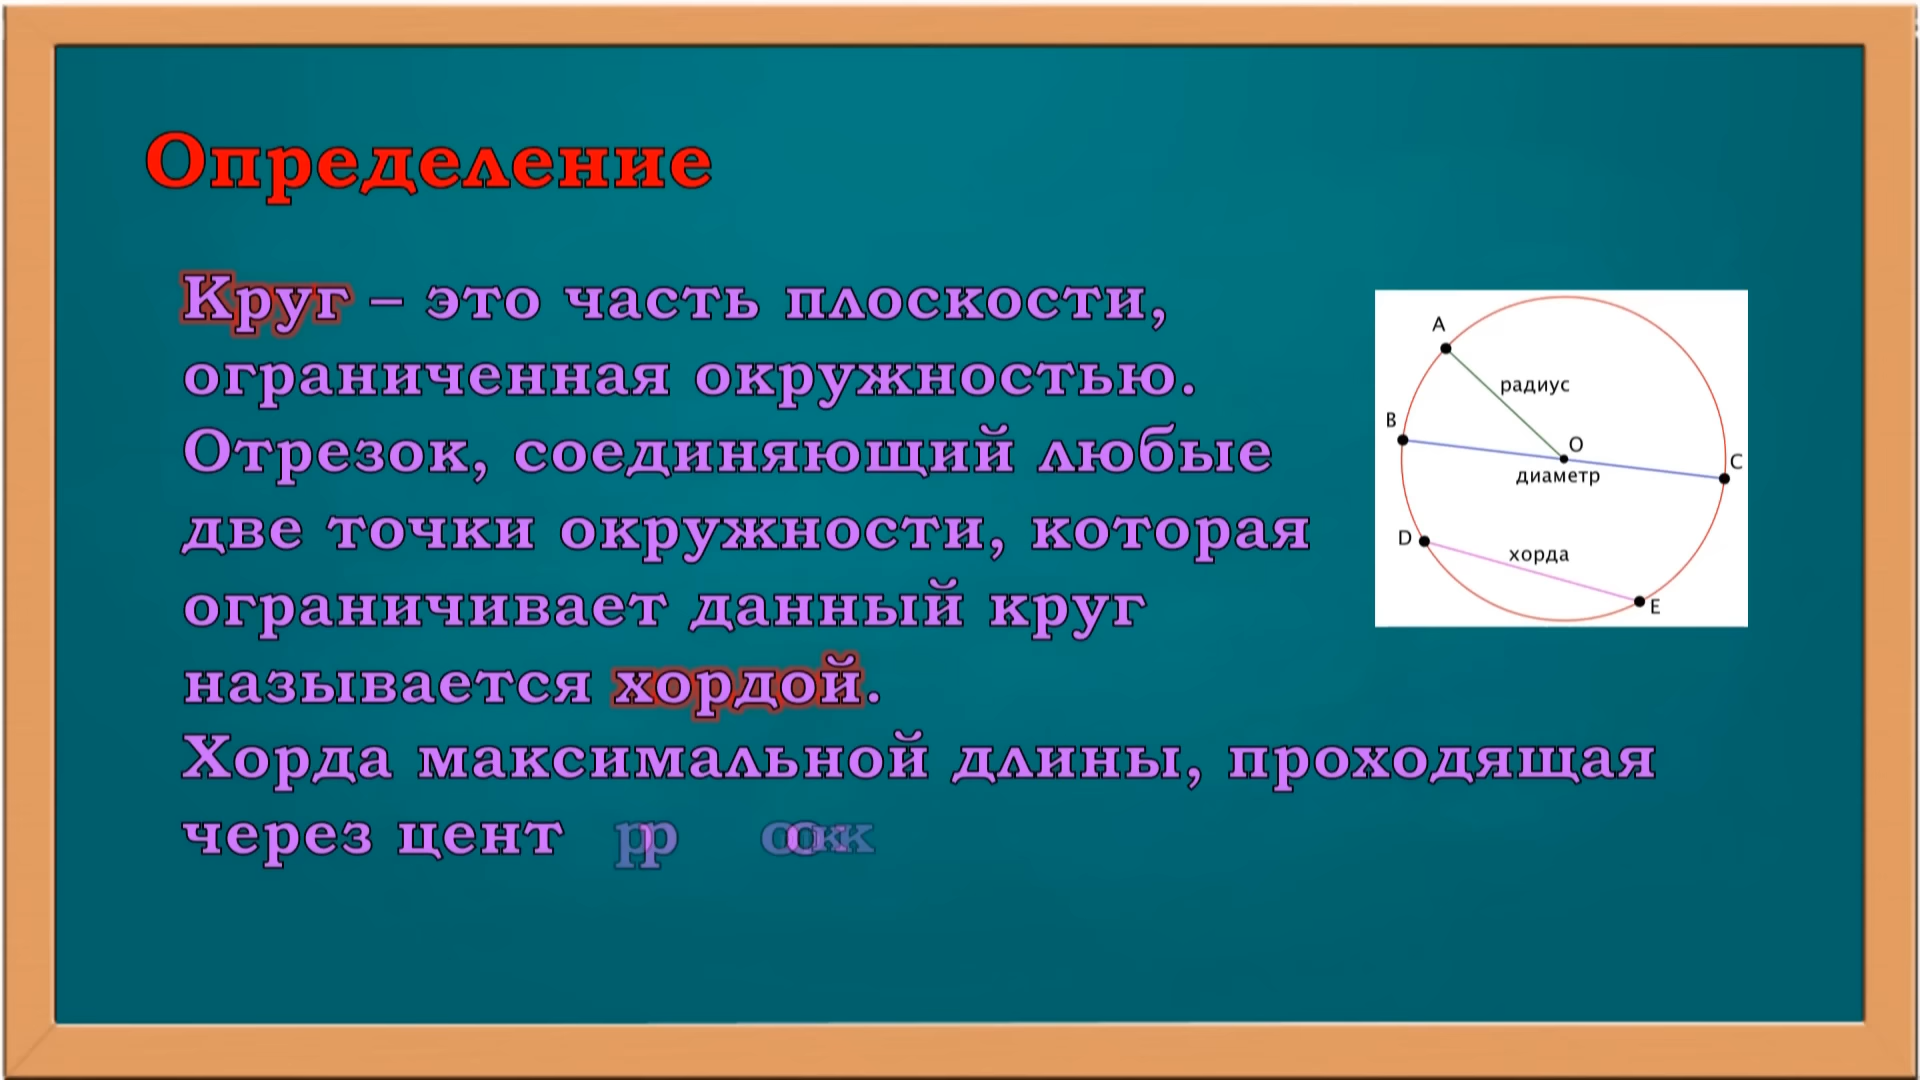 Определение
Круг – это часть плоскости,
ограниченная окружностью.
Отрезок, соединяющий любые
две точки окружности, которая
ограничивает данный круг
называется хордой.
Хорда максимальной длины, проходящая
через цент
A
радиус
B
O
C
диаметр
D
хорда
E